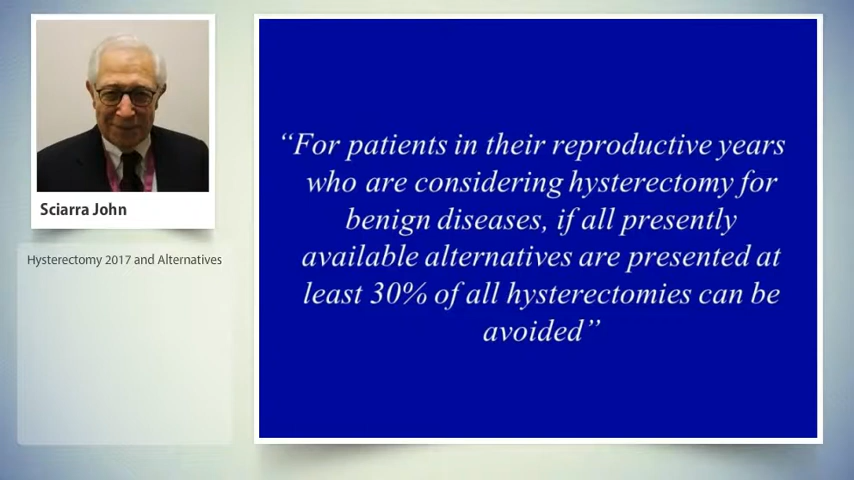 Sciarra John
Hysterectomy 2017 and Alternatives
“For patients in their reproductive years
who are considering hysterectomy for
benign diseases, if all presently
available alternatives are presented at
least 30% of all hysterectomies can be
avoided”